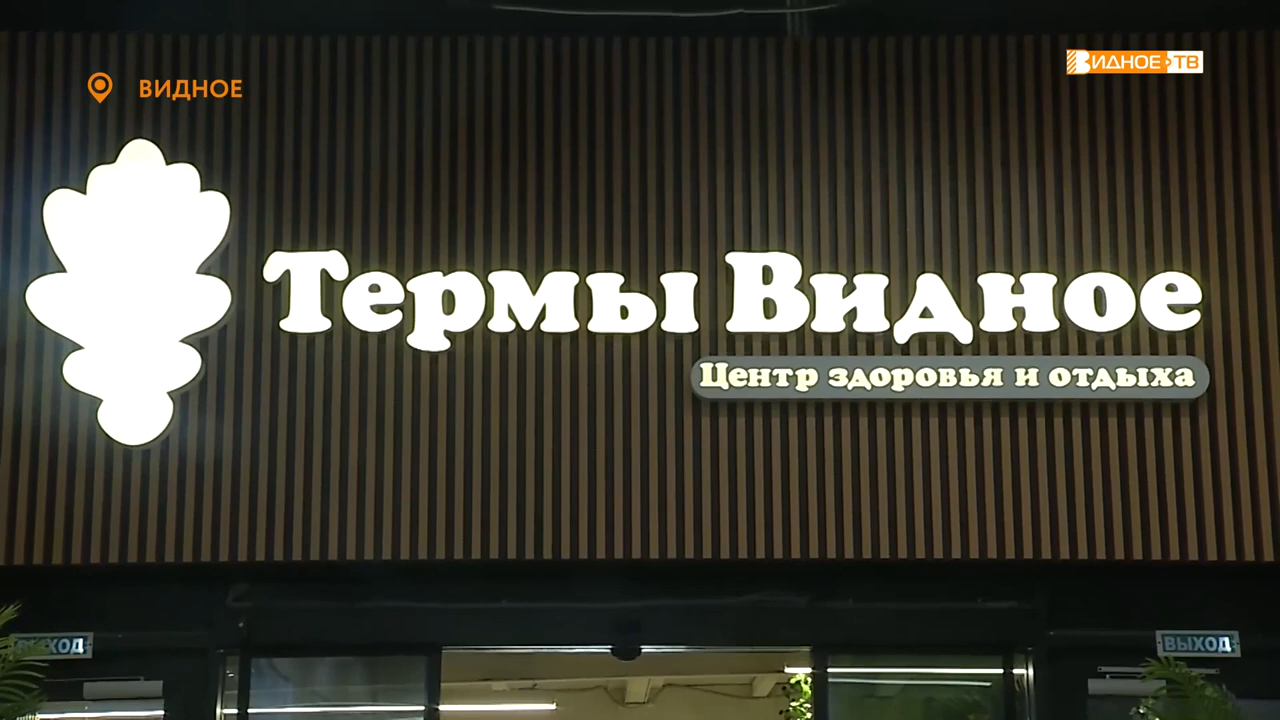 ВИДНОЕ
ВИДНОЕ ТВ
Термы Видное
Центр здоровья и отдыха
ВЫХОД
ВЫХОД